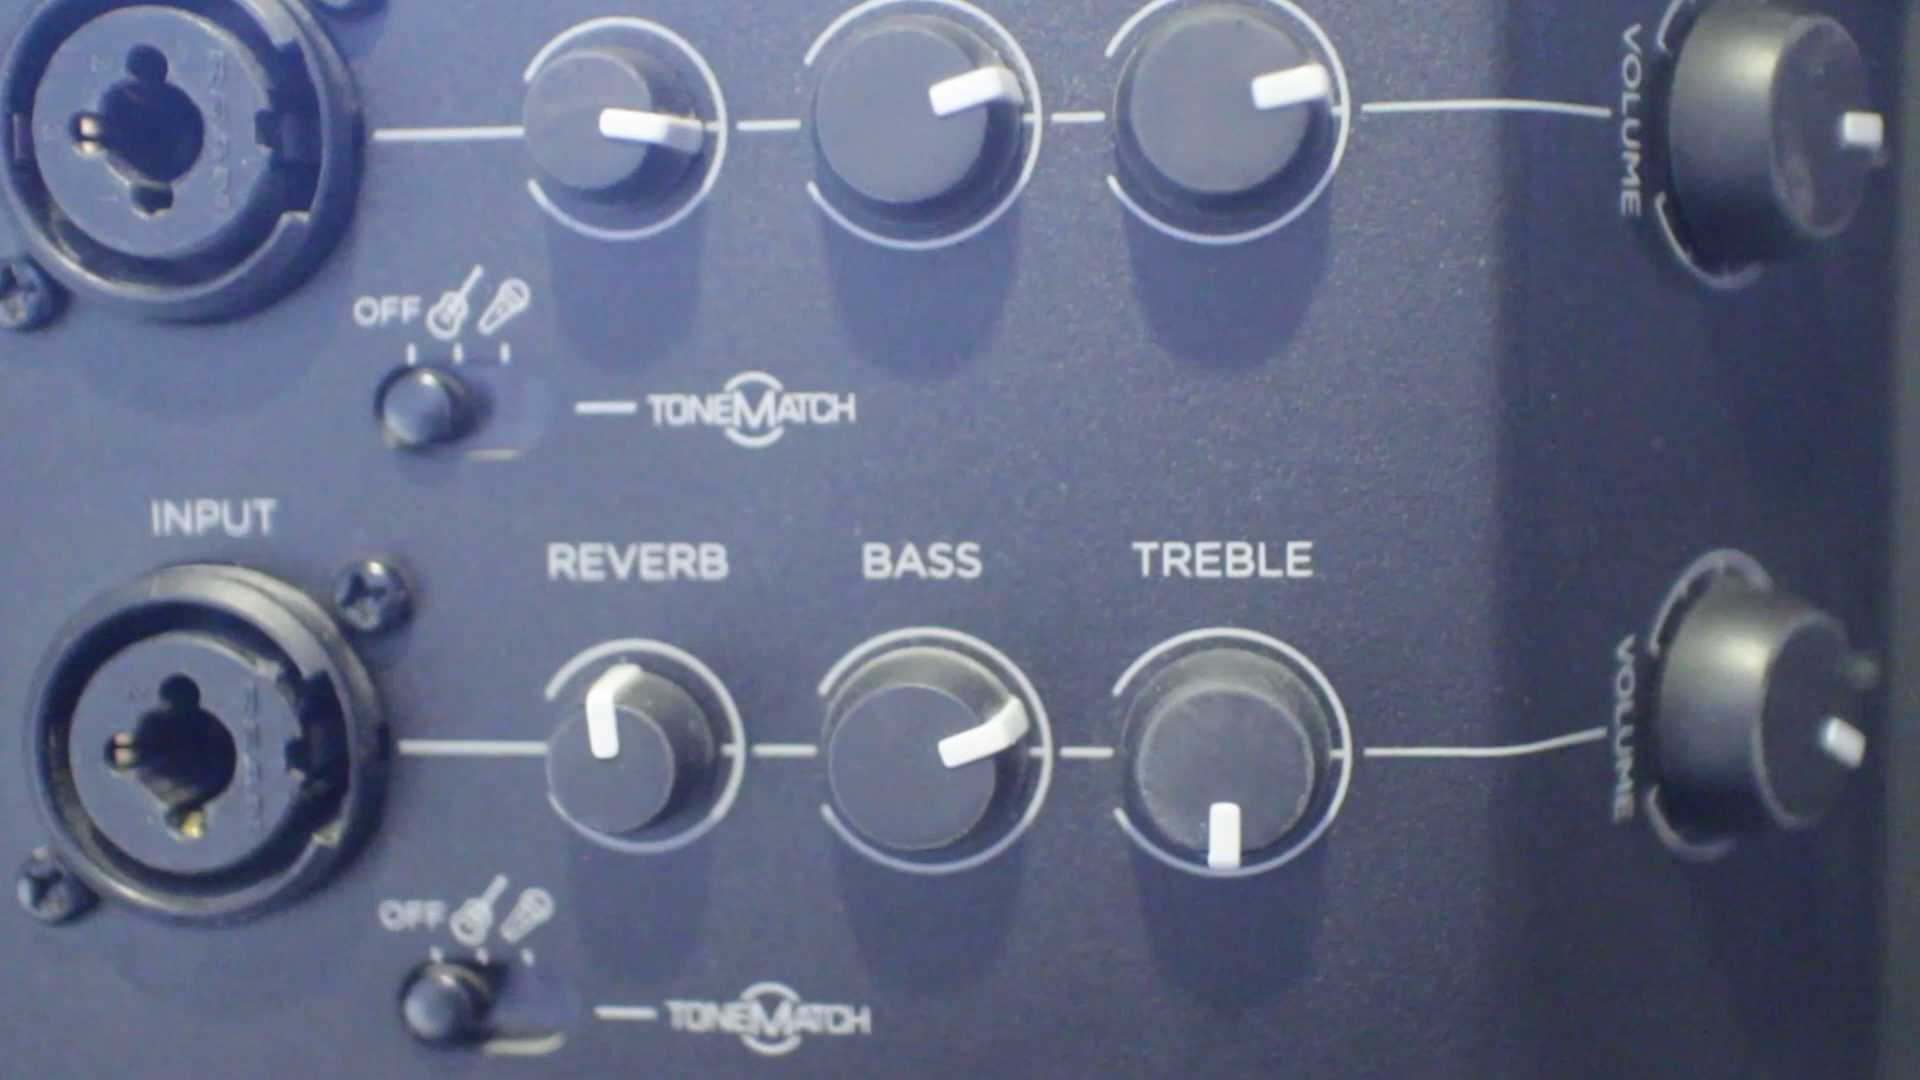 VOLUME
OFF
TONEMATCH
INPUT
REVERB BASS TREBLE
VOLUME
OFF
TONEMATCH